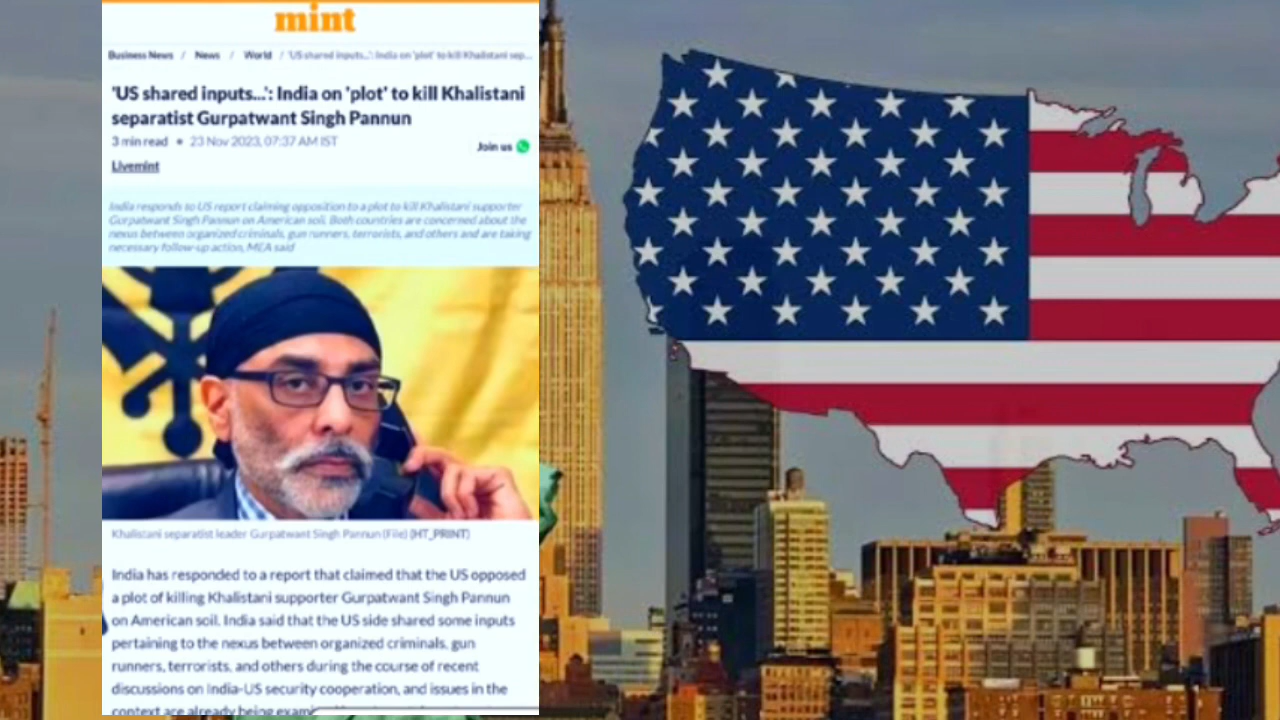 mint
Business News / News / World / 'US shared inputs...': India on 'plot' to kill Khalistani sep...
'US shared inputs...': India on 'plot' to kill Khalistani
separatist Gurpatwant Singh Pannun
3 min read • 23 Nov 2023, 07:37 AM IST
Join us
Livemint
India responds to US report claiming opposition to a plot to kill Khalistani supporter
Gurpatwant Singh Pannun on American soil. Both countries are concerned about the
nexus between organized criminals, gun runners, terrorists, and others and are taking
necessary follow-up action, MEA said
Khalistani separatist leader Gurpatwant Singh Pannun (File) (HT_PRINT)
India has responded to a report that claimed that the US opposed
a plot of killing Khalistani supporter Gurpatwant Singh Pannun
on American soil. India said that the US side shared some inputs
pertaining to the nexus between organized criminals, gun
runners, terrorists, and others during the course of recent
discussions on India-US security cooperation, and issues in the
context are already being